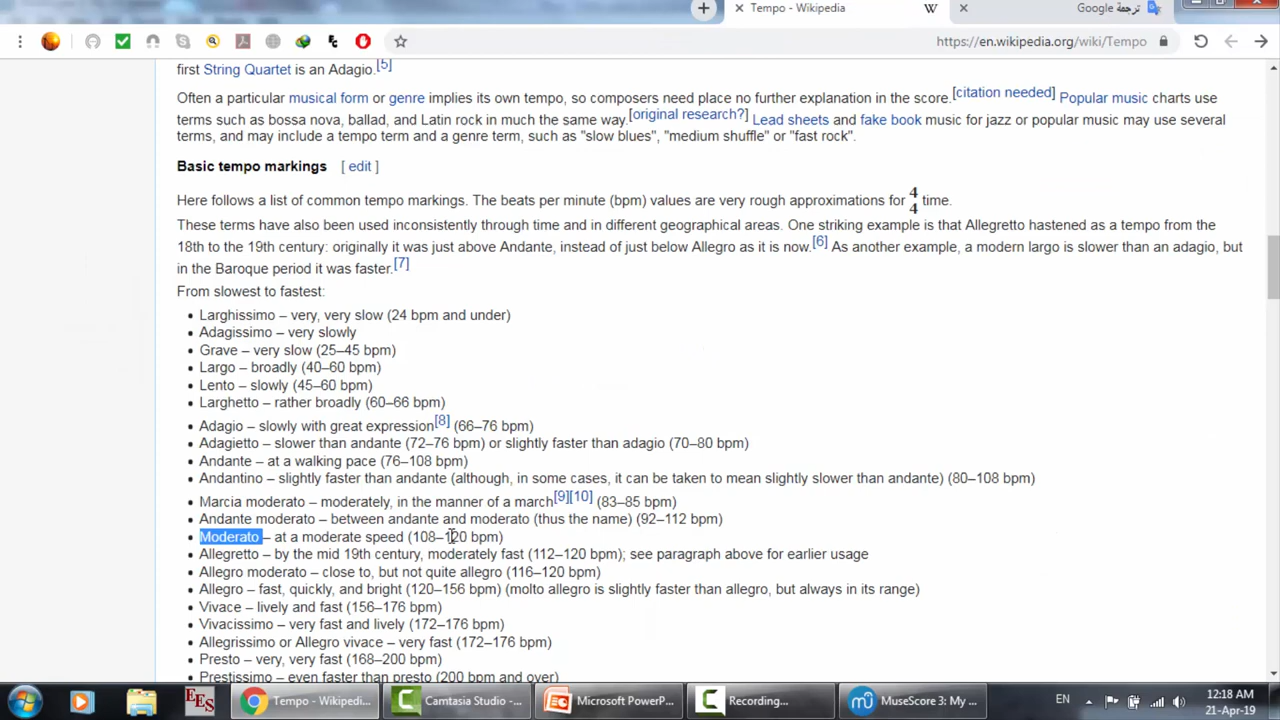 Tempo - Wikipedia
W
ترجمة Google
https://en.wikipedia.org/wiki/Tempo
first String Quartet is an Adagio.[5]
Often a particular musical form or genre implies its own tempo, so composers need place no further explanation in the score.[citation needed] Popular music charts use
terms such as bossa nova, ballad, and Latin rock in much the same way.[original research?] Lead sheets and fake book music for jazz or popular music may use several
terms, and may include a tempo term and a genre term, such as "slow blues", "medium shuffle" or "fast rock".
Basic tempo markings [ edit ]
Here follows a list of common tempo markings. The beats per minute (bpm) values are very rough approximations for 4/4 time.
These terms have also been used inconsistently through time and in different geographical areas. One striking example is that Allegretto hastened as a tempo from the
18th to the 19th century: originally it was just above Andante, instead of just below Allegro as it is now.[6] As another example, a modern largo is slower than an adagio, but
in the Baroque period it was faster.[7]
From slowest to fastest:
• Larghissimo – very, very slow (24 bpm and under)
• Adagissimo – very slowly
• Grave – very slow (25–45 bpm)
• Largo – broadly (40–60 bpm)
• Lento – slowly (45–60 bpm)
• Larghetto – rather broadly (60–66 bpm)
• Adagio – slowly with great expression[8] (66–76 bpm)
• Adagietto – slower than andante (72–76 bpm) or slightly faster than adagio (70–80 bpm)
• Andante – at a walking pace (76–108 bpm)
• Andantino – slightly faster than andante (although, in some cases, it can be taken to mean slightly slower than andante) (80–108 bpm)
• Marcia moderato – moderately, in the manner of a march[9][10] (83–85 bpm)
• Andante moderato – between andante and moderato (thus the name) (92–112 bpm)
• Moderato – at a moderate speed (108–120 bpm)
• Allegretto – by the mid 19th century, moderately fast (112–120 bpm); see paragraph above for earlier usage
• Allegro moderato – close to, but not quite allegro (116–120 bpm)
• Allegro – fast, quickly, and bright (120–156 bpm) (molto allegro is slightly faster than allegro, but always in its range)
• Vivace – lively and fast (156–176 bpm)
• Vivacissimo – very fast and lively (172–176 bpm)
• Allegrissimo or Allegro vivace – very fast (172–176 bpm)
• Presto – very, very fast (168–200 bpm)
• Prestissimo – even faster than presto (200 bpm and over)
EES
Tempo - Wikipedi...
Camtasia Studio -...
Microsoft PowerP...
Recording...
MuseScore 3: My ...
EN
12:18 AM
21-Apr-19